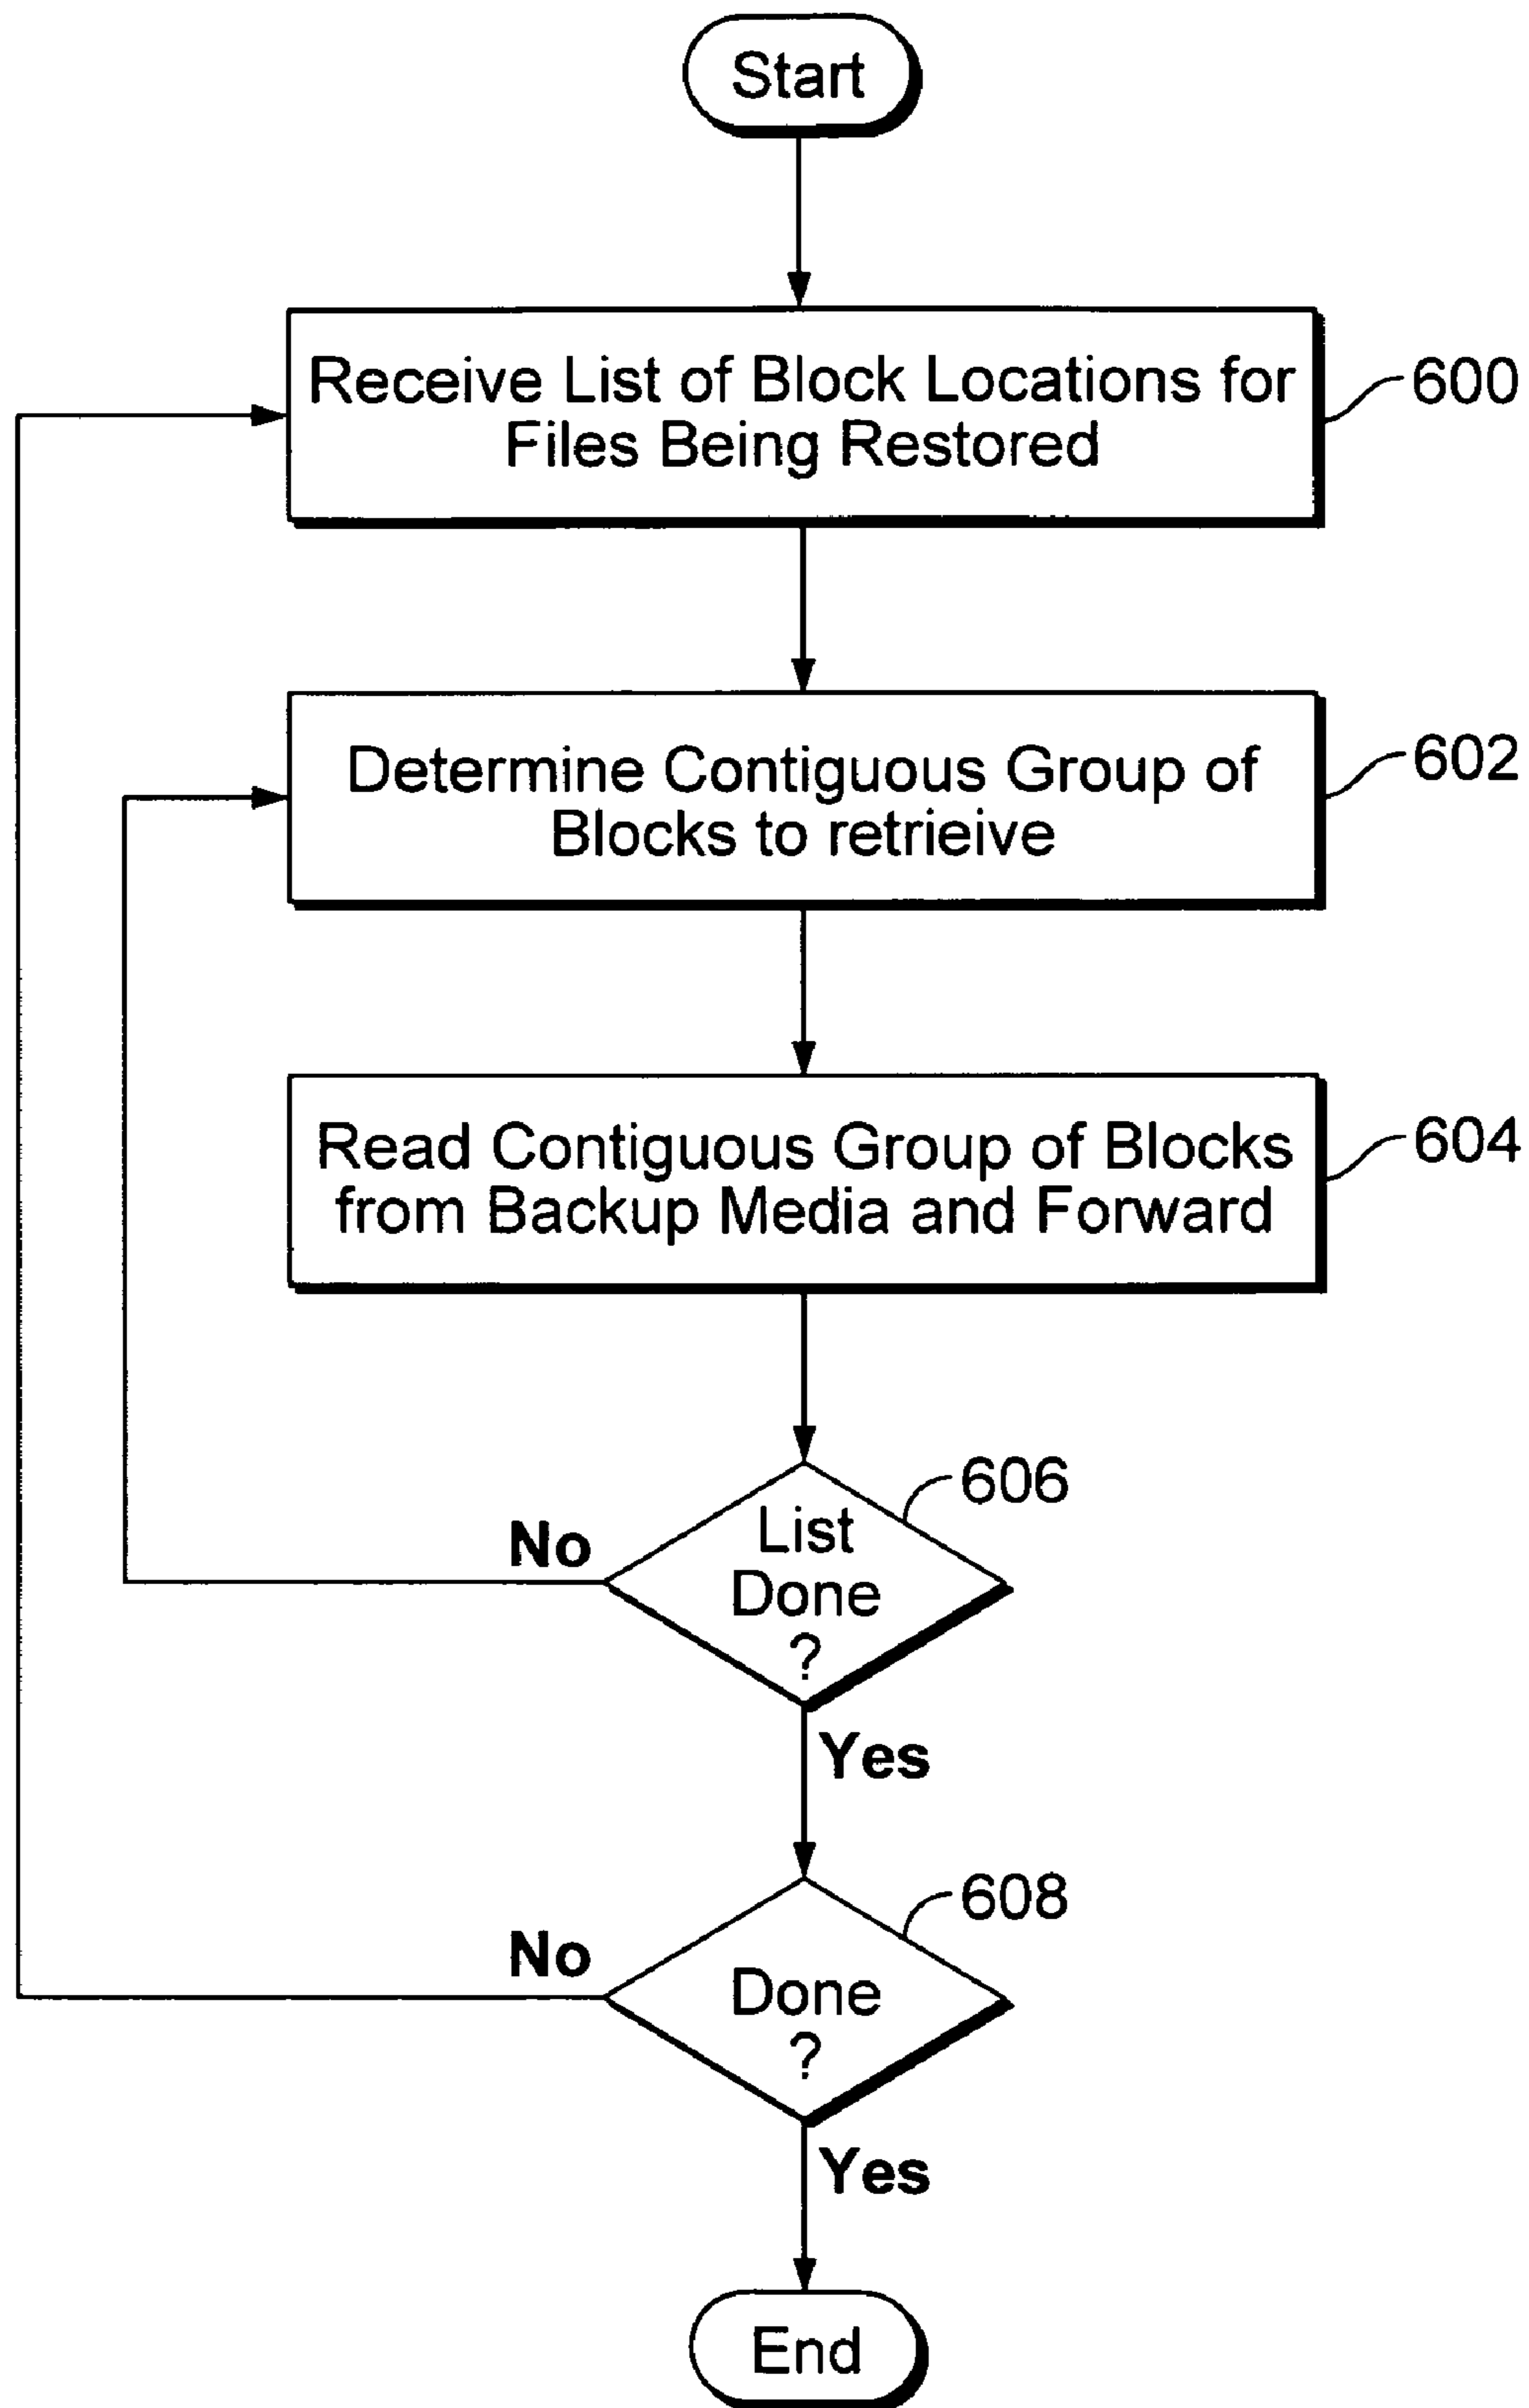 Start
Receive List of Block Locations for
Files Being Restored
600
Determine Contiguous Group of
Blocks to retrieive
602
Read Contiguous Group of Blocks
from Backup Media and Forward
604
606
List
Done
?
No
Yes
608
Done
?
No
Yes
End